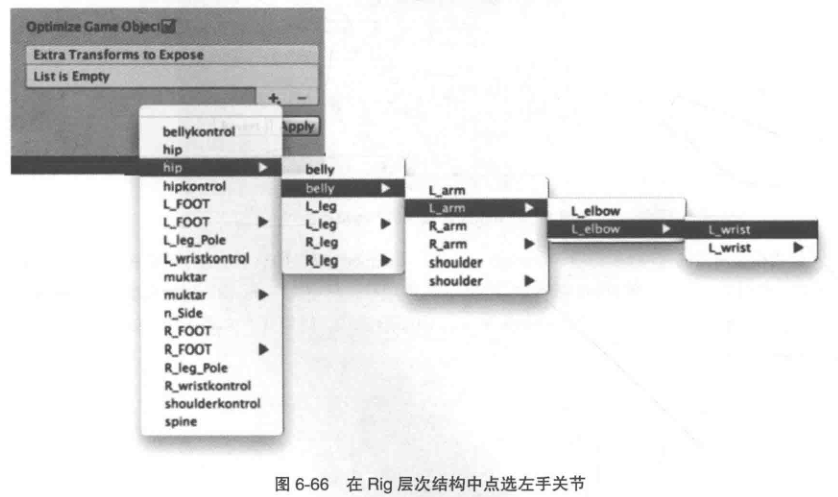 Optimize Game Object
Extra Transforms to Expose
List is Empty
+ -
Apply
bellykontrol
hip
hip
hipkontrol
L_FOOT
L_FOOT
L_leg_Pole
L_wristkontrol
muktar
muktar
n_Side
R_FOOT
R_FOOT
R_leg_Pole
R_wristkontrol
shoulderkontrol
spine
belly
belly
L_leg
L_leg
R_leg
R_leg
L_arm
L_arm
R_arm
R_arm
shoulder
shoulder
L_elbow
L_elbow
L_wrist
L_wrist
图 6-66 在 Rig 层次结构中点选左手关节